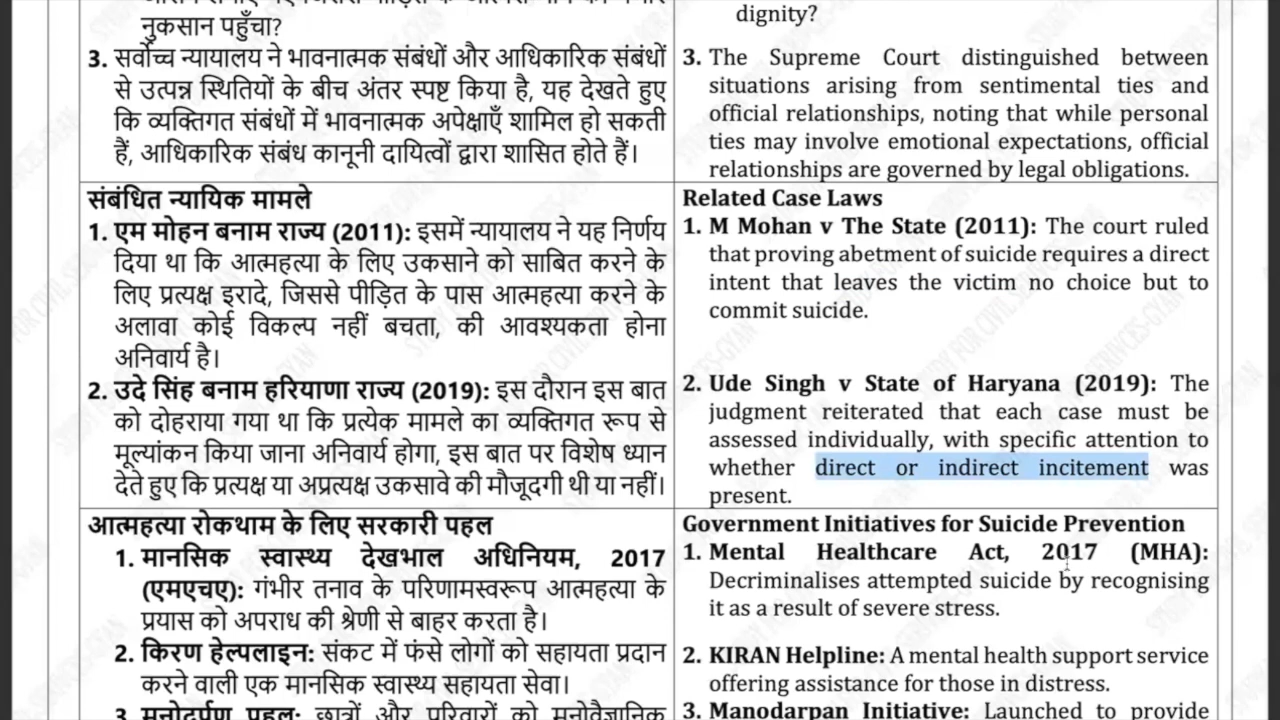 नुकसान पहुँचा?
3. सर्वोच्च न्यायालय ने भावनात्मक संबंधों और आधिकारिक संबंधों
से उत्पन्न स्थितियों के बीच अंतर स्पष्ट किया है, यह देखते हुए
कि व्यक्तिगत संबंधों में भावनात्मक अपेक्षाएँ शामिल हो सकती
हैं, आधिकारिक संबंध कानूनी दायित्वों द्वारा शासित होते हैं।
संबंधित न्यायिक मामले
1. एम मोहन बनाम राज्य (2011): इसमें न्यायालय ने यह निर्णय
दिया था कि आत्महत्या के लिए उकसाने को साबित करने के
लिए प्रत्यक्ष इरादे, जिससे पीड़ित के पास आत्महत्या करने के
अलावा कोई विकल्प नहीं बचता, की आवश्यकता होना
अनिवार्य है।
2. उदे सिंह बनाम हरियाणा राज्य (2019): इस दौरान इस बात
को दोहराया गया था कि प्रत्येक मामले का व्यक्तिगत रूप से
मूल्यांकन किया जाना अनिवार्य होगा, इस बात पर विशेष ध्यान
देते हुए कि प्रत्यक्ष या अप्रत्यक्ष उकसावे की मौजूदगी थी या नहीं।
आत्महत्या रोकथाम के लिए सरकारी पहल
1. मानसिक स्वास्थ्य देखभाल अधिनियम, 2017
(एमएचए): गंभीर तनाव के परिणामस्वरूप आत्महत्या के
प्रयास को अपराध की श्रेणी से बाहर करता है।
2. किरण हेल्पलाइन: संकट में फंसे लोगों को सहायता प्रदान
करने वाली एक मानसिक स्वास्थ्य सहायता सेवा।
3. मनोदर्पण पहल: छात्रों और परिवारों को मनोवैज्ञानिक
dignity?
3. The Supreme Court distinguished between
situations arising from sentimental ties and
official relationships, noting that while personal
ties may involve emotional expectations, official
relationships are governed by legal obligations.
Related Case Laws
1. M Mohan v The State (2011): The court ruled
that proving abetment of suicide requires a direct
intent that leaves the victim no choice but to
commit suicide.
2. Ude Singh v State of Haryana (2019): The
judgment reiterated that each case must be
assessed individually, with specific attention to
whether direct or indirect incitement was
present.
Government Initiatives for Suicide Prevention
1. Mental Healthcare Act, 2017 (MHA):
Decriminalises attempted suicide by recognising
it as a result of severe stress.
2. KIRAN Helpline: A mental health support service
offering assistance for those in distress.
3. Manodarpan Initiative: Launched to provide